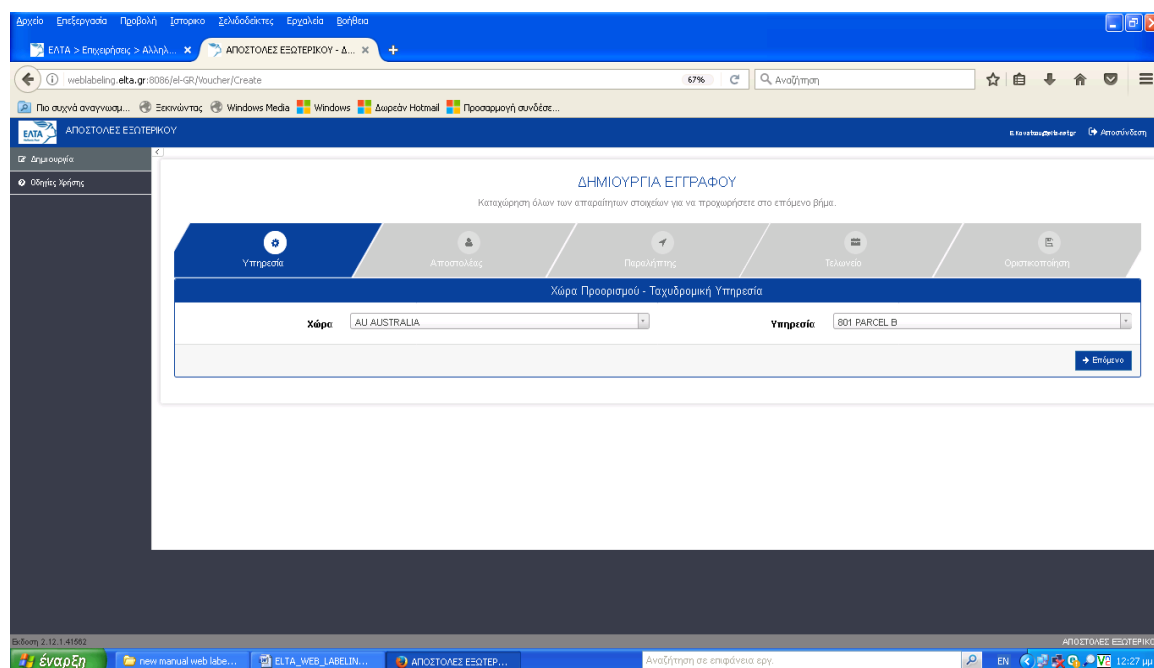 Αρχείο Επεξεργασία Προβολή Ιστορικο Σελιδοδείκτες Εργαλεία Βοήθεια
ΕΛΤΑ > Επιχειρήσεις > Αλληλ... ΑΠΟΣΤΟΛΕΣ ΕΞΩΤΕΡΙΚΟΥ - Δ...
weblabeling.elta.gr:8086/el-GR/Voucher/Create 67% Αναζήτηση
Πιο συχνά αναγνωσμ... Ξεκινώντας Windows Media Windows Δωρεάν Hotmail Προσαρμογή συνδέσε...
ΕΛΤΑ ΑΠΟΣΤΟΛΕΣ ΕΞΩΤΕΡΙΚΟΥ Αποσύνδεση
Δημιουργία
Οδηγίες Χρήσης
ΔΗΜΙΟΥΡΓΙΑ ΕΓΓΡΑΦΟΥ
Καταχώρηση όλων των απαραίτητων στοιχείων για να προχωρήσετε στο επόμενο βήμα.
Υπηρεσία Αποστολέας Παραλήπτης Τελωνείο Οριστικοποίηση
Χώρα Προορισμού - Ταχυδρομική Υπηρεσία
Χώρα AU AUSTRALIA Υπηρεσία 801 PARCEL B
Επόμενο
Έκδοση 2.12.1.41562 ΑΠΟΣΤΟΛΕΣ ΕΞΩΤΕΡΙΚΟ
έναρξη new manual web labe... ELTA_WEB_LABELIN... ΑΠΟΣΤΟΛΕΣ ΕΞΩΤΕΡ... Αναζήτηση σε επιφάνεια εργ. EN 12:27 μμ